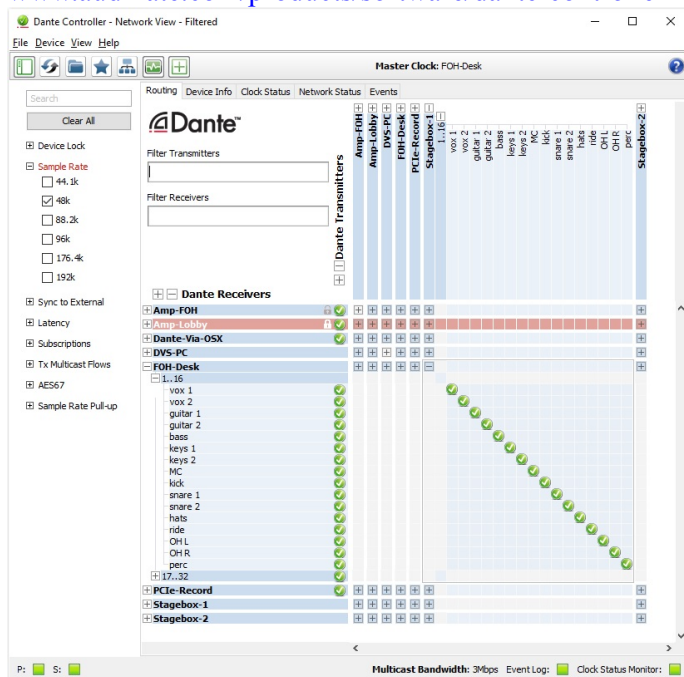 Dante Controller - Network View - Filtered
File Device View Help
Master Clock: FOH-Desk
?
Search
Clear All
Device Lock
Sample Rate
44.1k
48k
88.2k
96k
176.4k
192k
Sync to External
Latency
Subscriptions
Tx Multicast Flows
AES67
Sample Rate Pull-up
Routing Device Info Clock Status Network Status Events
Dante™
Filter Transmitters
Filter Receivers
Dante Transmitters
Amp-FOH
Amp-Lobby
DVS-PC
FOH-Desk
PCIe-Record
Stagebox-1
1..16
vox 1
vox 2
guitar 1
guitar 2
bass
keys 1
keys 2
MC
kick
snare 1
snare 2
hats
ride
OH L
OH R
perc
Stagebox-2
Dante Receivers
Amp-FOH
Amp-Lobby
Dante-Via-OSX
DVS-PC
FOH-Desk
1..16
vox 1
vox 2
guitar 1
guitar 2
bass
keys 1
keys 2
MC
kick
snare 1
snare 2
hats
ride
OH L
OH R
perc
17..32
PCIe-Record
Stagebox-1
Stagebox-2
P: S: Multicast Bandwidth: 3Mbps Event Log: Clock Status Monitor: